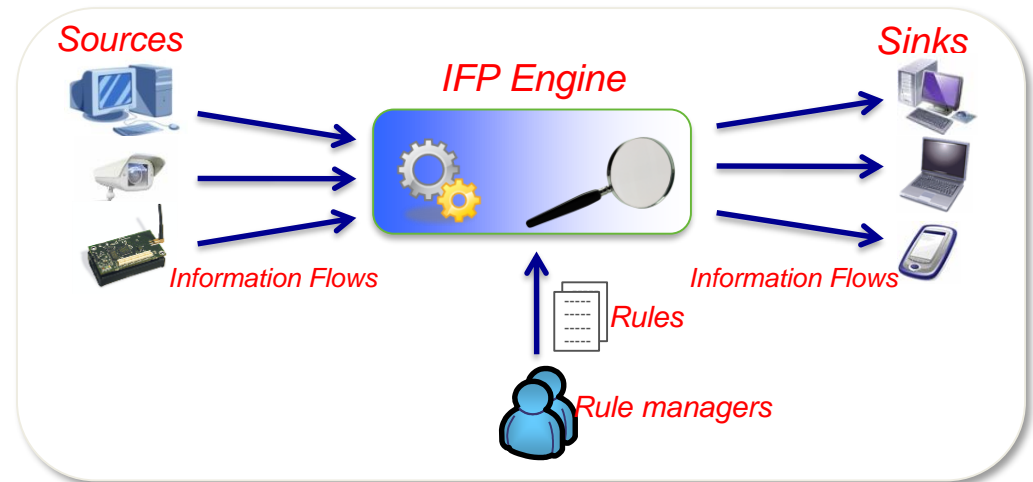 Sources
Sinks
IFP Engine
Information Flows
Information Flows
Rules
Rule managers